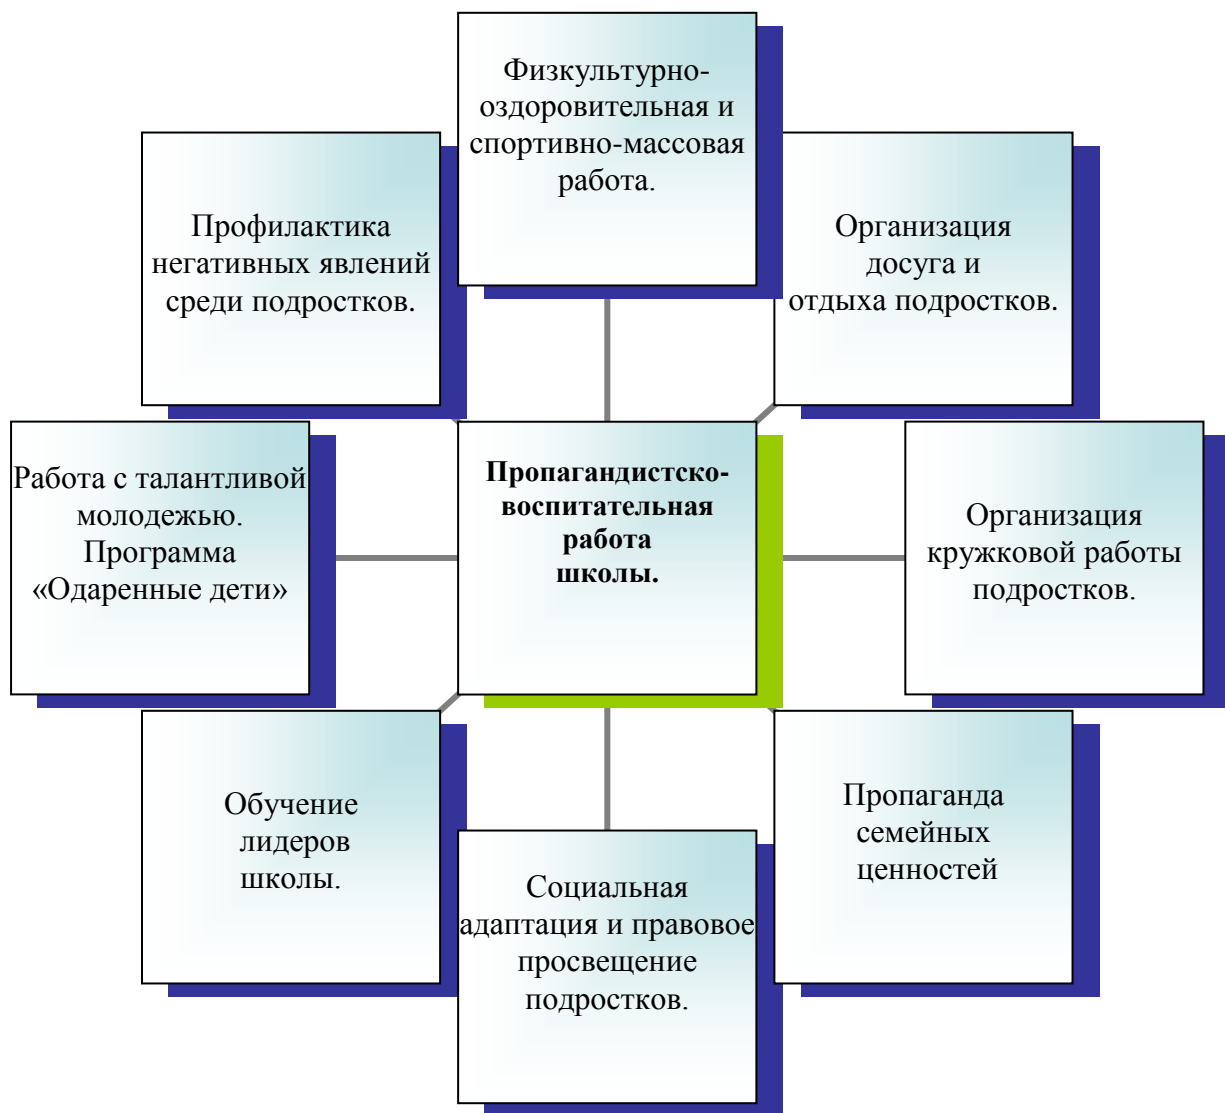 Физкультурно-
оздоровительная и
спортивно-массовая
работа.
Профилактика
негативных явлений
среди подростков.
Организация
досуга и
отдыха подростков.
Работа с талантливой
молодежью.
Программа
«Одаренные дети»
Пропагандистско-
воспитательная
работа
школы.
Организация
кружковой работы
подростков.
Обучение
лидеров
школы.
Социальная
адаптация и правовое
просвещение
подростков.
Пропаганда
семейных
ценностей